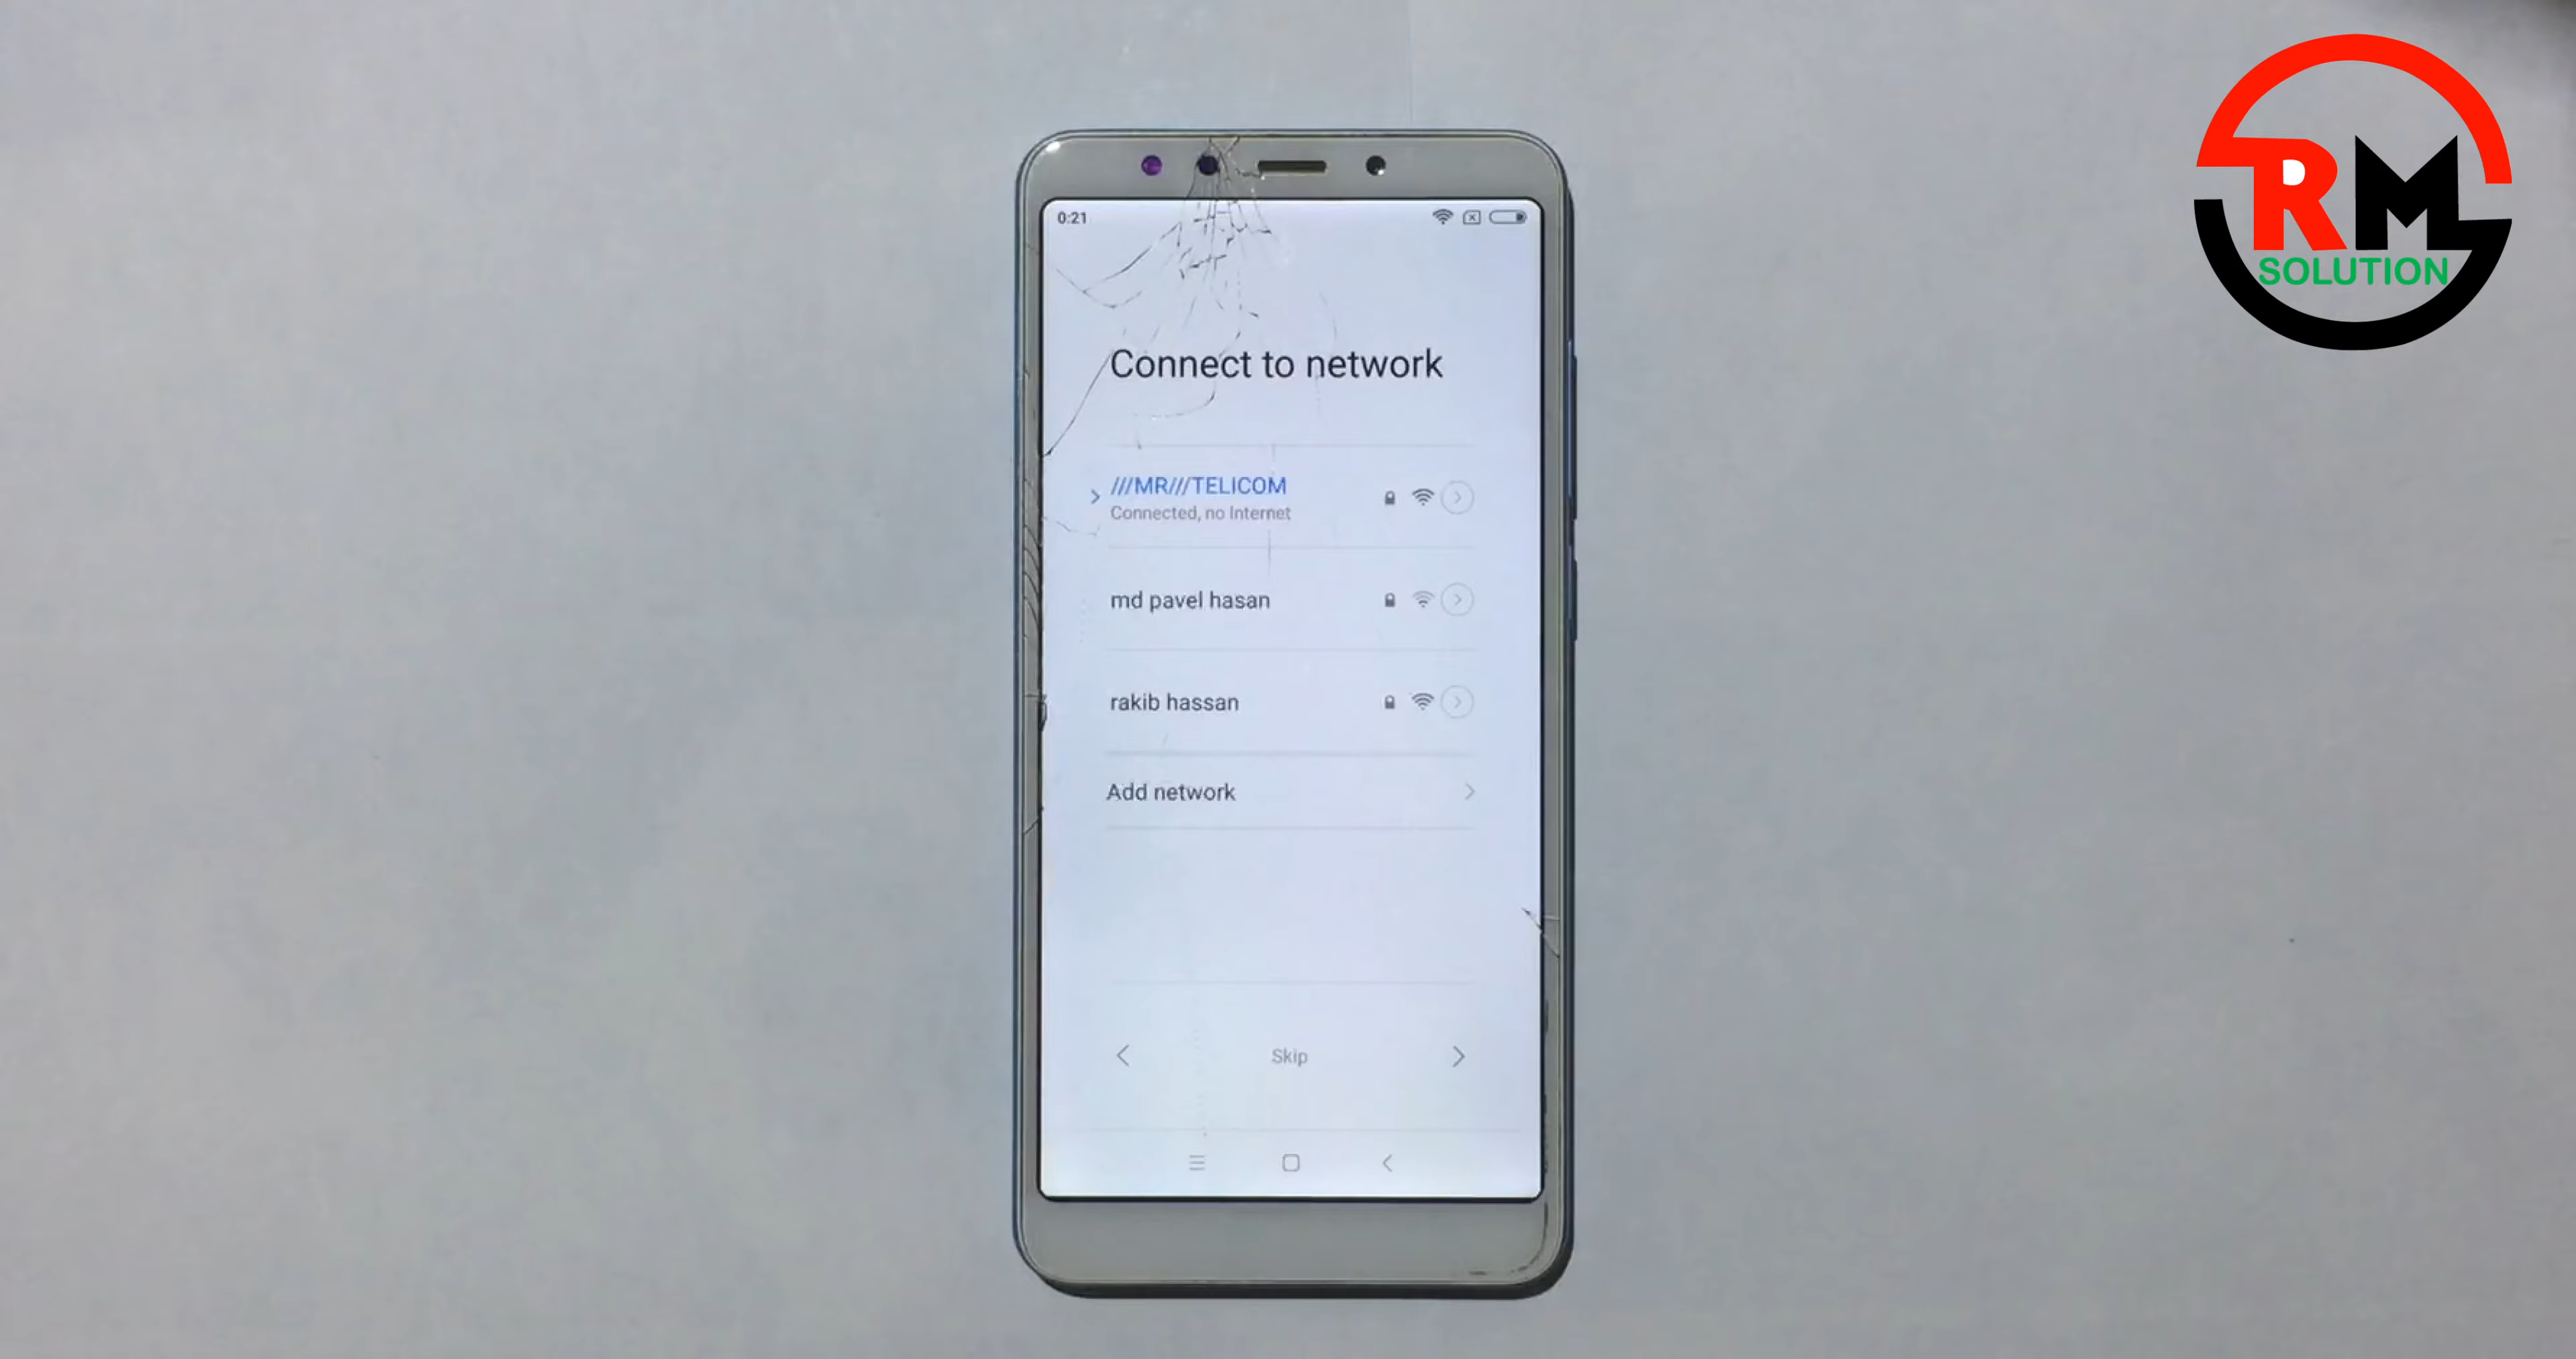 RM
SOLUTION
0:21
Connect to network
///MR///TELICOM
Connected, no Internet
md pavel hasan
rakib hassan
Add network
Skip